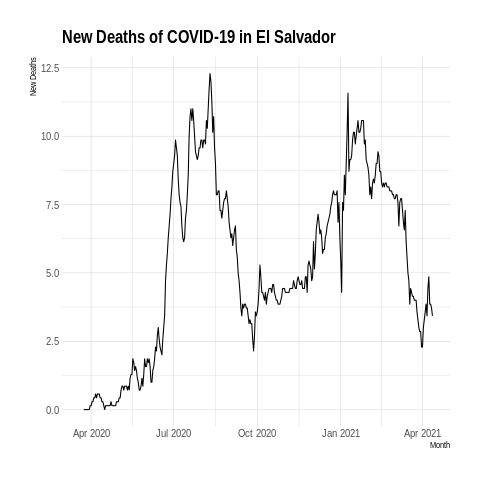 New Deaths of COVID-19 in El Salvador
New Deaths
12.5
10.0
7.5
5.0
2.5
0.0
Apr 2020
Jul 2020
Oct 2020
Jan 2021
Apr 2021
Month